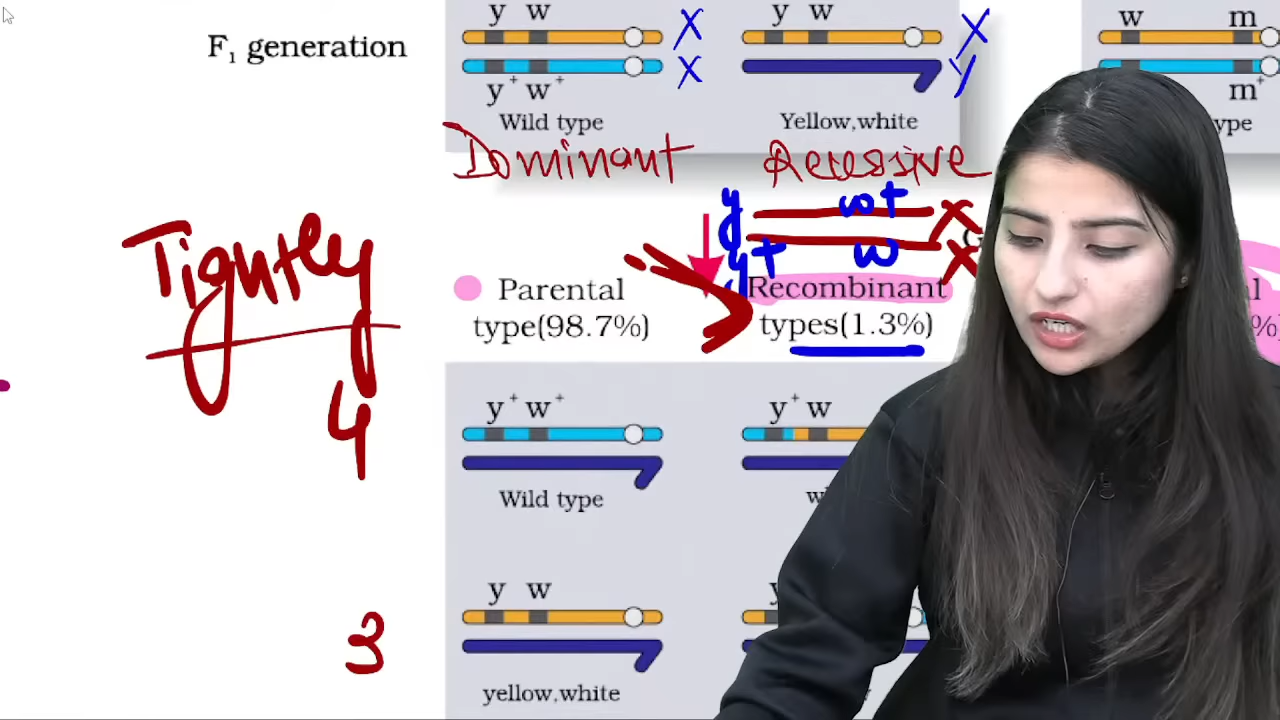 y w
y w
w m
F₁ generation
X
X
X
y
y⁺ w⁺
m⁺
Wild type
Yellow,white
ype
Dominant
Recessive
y w+ X
y+ w X
Tightly
Parental
type(98.7%)
Recombinant
types(1.3%)
4
y⁺ w⁺
y⁺ w
Wild type
w
y w
y
3
yellow,white